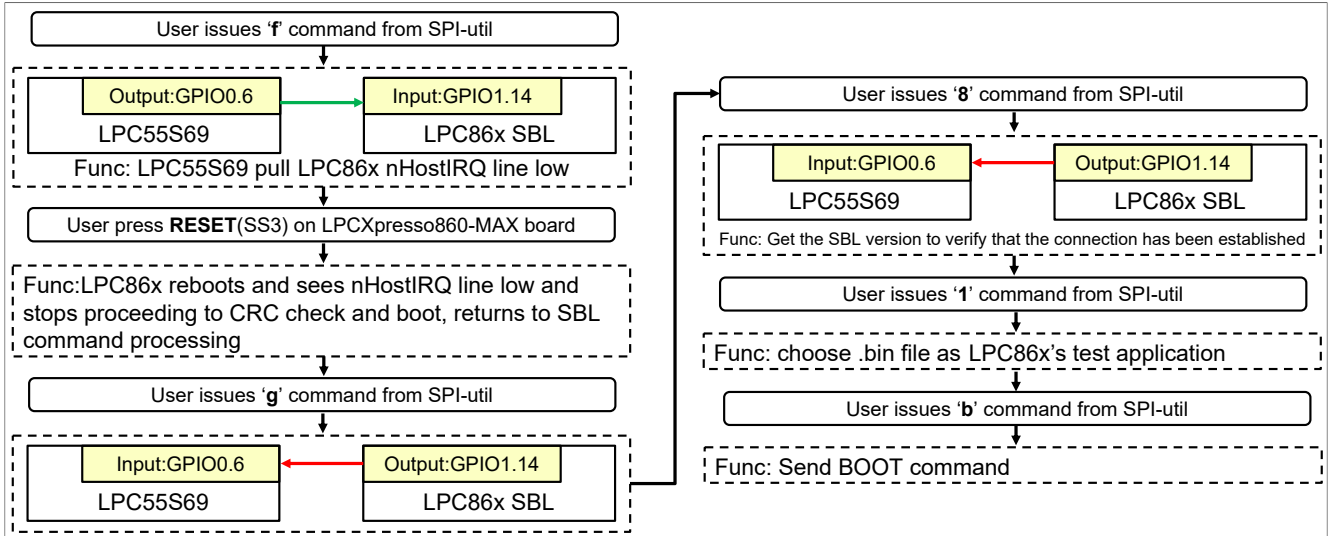 User issues ‘f’ command from SPI-util
Output:GPIO0.6
Input:GPIO1.14
LPC55S69
LPC86x SBL
Func: LPC55S69 pull LPC86x nHostIRQ line low
User press RESET(SS3) on LPCXpresso860-MAX board
Func:LPC86x reboots and sees nHostIRQ line low and
stops proceeding to CRC check and boot, returns to SBL
command processing
User issues ‘g’ command from SPI-util
Input:GPIO0.6
Output:GPIO1.14
LPC55S69
LPC86x SBL
User issues ‘8’ command from SPI-util
Input:GPIO0.6
Output:GPIO1.14
LPC55S69
LPC86x SBL
Func: Get the SBL version to verify that the connection has been established
User issues ‘1’ command from SPI-util
Func: choose .bin file as LPC86x’s test application
User issues ‘b’ command from SPI-util
Func: Send BOOT command